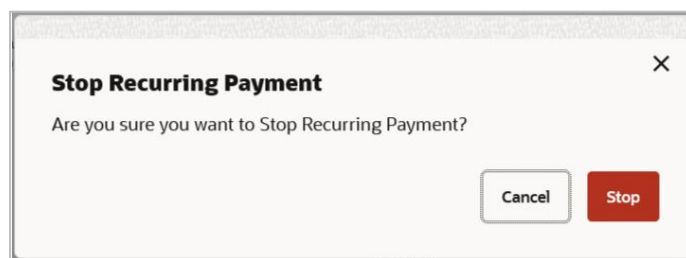 Stop Recurring Payment
Are you sure you want to Stop Recurring Payment?
Cancel Stop